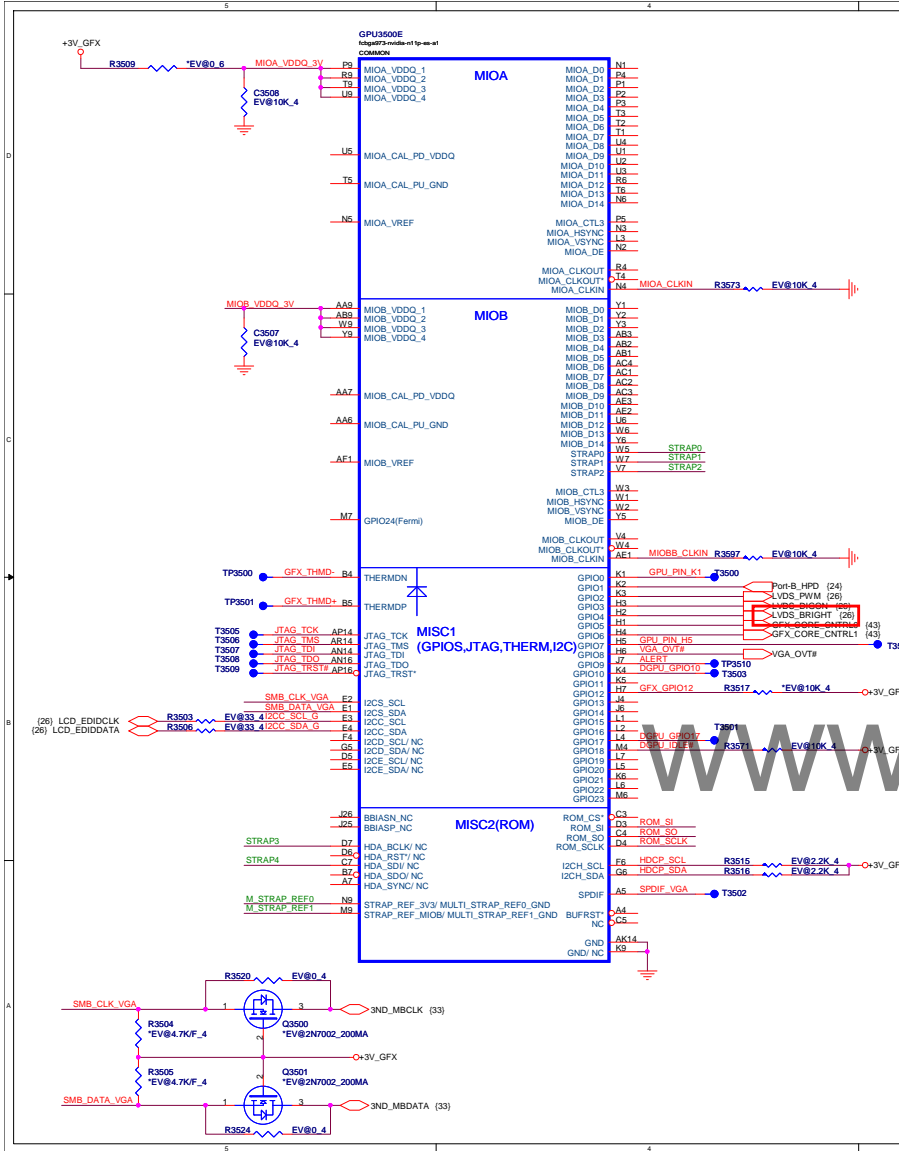 5 4
GPU3500E
fcbga973-nvidia-n11p-es-a1
COMMON
+3V_GFX
R3509 *EV@0_6 MIOA_VDDQ_3V
C3508
EV@10K_4
MIOA
P9 MIOA_VDDQ_1
R9 MIOA_VDDQ_2
T9 MIOA_VDDQ_3
U9 MIOA_VDDQ_4
U5 MIOA_CAL_PD_VDDQ
T5 MIOA_CAL_PU_GND
N5 MIOA_VREF
MIOA_D0 N1
MIOA_D1 P4
MIOA_D2 P1
MIOA_D3 P2
MIOA_D4 P3
MIOA_D5 T3
MIOA_D6 T2
MIOA_D7 T1
MIOA_D8 U4
MIOA_D9 U1
MIOA_D10 U2
MIOA_D11 U3
MIOA_D12 R6
MIOA_D13 T6
MIOA_D14 N6
MIOA_CTL3 P5
MIOA_HSYNC N3
MIOA_VSYNC L3
MIOA_DE N2
MIOA_CLKOUT R4
MIOA_CLKOUT* T4
MIOA_CLKIN N4 MIOA_CLKIN R3573 EV@10K_4
D
MIOB_VDDQ_3V
C3507
EV@10K_4
MIOB
AA9 MIOB_VDDQ_1
AB9 MIOB_VDDQ_2
W9 MIOB_VDDQ_3
Y9 MIOB_VDDQ_4
AA7 MIOB_CAL_PD_VDDQ
AA6 MIOB_CAL_PU_GND
AF1 MIOB_VREF
M7 GPIO24(Fermi)
MIOB_D0 Y1
MIOB_D1 Y2
MIOB_D2 Y3
MIOB_D3 AB3
MIOB_D4 AB2
MIOB_D5 AB1
MIOB_D6 AC4
MIOB_D7 AC1
MIOB_D8 AC2
MIOB_D9 AC3
MIOB_D10 AE3
MIOB_D11 AE2
MIOB_D12 U6
MIOB_D13 W6
MIOB_D14 Y6
STRAP0 W5 STRAP0
STRAP1 W7 STRAP1
STRAP2 V7 STRAP2
MIOB_CTL3 W3
MIOB_HSYNC W1
MIOB_VSYNC W2
MIOB_DE Y5
MIOB_CLKOUT V4
MIOB_CLKOUT* W4
MIOB_CLKIN AE1 MIOBB_CLKIN R3597 EV@10K_4
C
TP3500 GFX_THMD- B4 THERMDN
TP3501 GFX_THMD+ B5 THERMDP
MISC1
(GPIOS,JTAG,THERM,I2C)
T3505 JTAG_TCK AP14 JTAG_TCK
T3506 JTAG_TMS AR14 JTAG_TMS
T3507 JTAG_TDI AN14 JTAG_TDI
T3508 JTAG_TDO AN16 JTAG_TDO
T3509 JTAG_TRST# AP16 JTAG_TRST*
SMB_CLK_VGA E2 I2CS_SCL
SMB_DATA_VGA E1 I2CS_SDA
{26} LCD_EDIDCLK R3503 EV@33_4 I2CC_SCL_G E3 I2CC_SCL
{26} LCD_EDIDDATA R3506 EV@33_4 I2CC_SDA_G E4 I2CC_SDA
F4 I2CD_SCL/ NC
G5 I2CD_SDA/ NC
D5 I2CE_SCL/ NC
E5 I2CE_SDA/ NC
GPIO0 K1 GPU_PIN_K1 T3500
GPIO1 K2 Port-B_HPD {24}
GPIO2 K3 LVDS_PWM {26}
GPIO3 H3 LVDS_DIGON {26}
GPIO4 H2 LVDS_BRIGHT {26}
GPIO5 H1 GFX_CORE_CNTRL0 {43}
GPIO6 H4 GFX_CORE_CNTRL1 {43}
GPIO7 H5 GPU_PIN_H5
GPIO8 H6 VGA_OVT# VGA_OVT#
GPIO9 J7 ALERT TP3510
GPIO10 K4 DGPU_GPIO10 T3503
GPIO11 K5
GPIO12 H7 GFX_GPIO12 R3517 *EV@10K_4
GPIO13 J4
GPIO14 J6
GPIO15 L1
GPIO16 L2
GPIO17 L4 DGPU_GPIO17 T3501
GPIO18 M4 DGPU_IDLE# R3571 EV@10K_4
GPIO19 L7
GPIO20 L5
GPIO21 K6
GPIO22 L6
GPIO23 M6
WWW
B
MISC2(ROM)
J26 BBIASN_NC
J25 BBIASP_NC
STRAP3 D7 HDA_BCLK/ NC
D6 HDA_RST*/ NC
STRAP4 C7 HDA_SDI/ NC
B7 HDA_SDO/ NC
A7 HDA_SYNC/ NC
M_STRAP_REF0 N9 STRAP_REF_3V3/ MULTI_STRAP_REF0_GND
M_STRAP_REF1 M9 STRAP_REF_MIOB/ MULTI_STRAP_REF1_GND
ROM_CS* C3
ROM_SI D3 ROM_SI
ROM_SO C4 ROM_SO
ROM_SCLK D4 ROM_SCLK
I2CH_SCL F6 HDCP_SCL R3515 EV@2.2K_4
I2CH_SDA G6 HDCP_SDA R3516 EV@2.2K_4
SPDIF A5 SPDIF_VGA T3502
BUFRST* A4
NC C5
GND AK14
GND/ NC K9
R3520 EV@0_4
SMB_CLK_VGA 1 3 3ND_MBCLK {33}
A
R3504
*EV@4.7K/F_4
Q3500
*EV@2N7002_200MA
2
+3V_GFX
R3505
*EV@4.7K/F_4
2
Q3501
*EV@2N7002_200MA
SMB_DATA_VGA 1 3 3ND_MBDATA {33}
R3524 EV@0_4
5 4